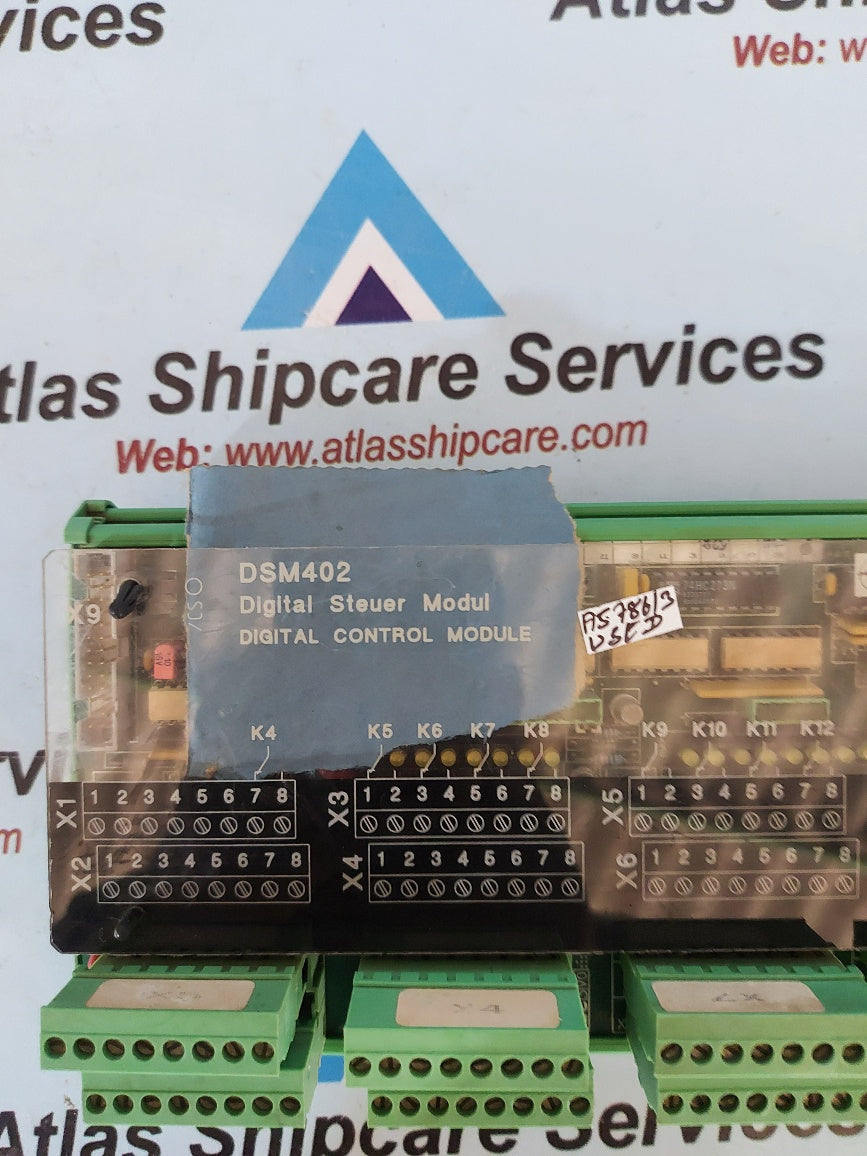 vices
Atlas Shi
Web: w
tlas Shipcare Services
Web: www.atlasshipcare.com
DSM402
Digital Steuer Modul
DIGITAL CONTROL MODULE
X9
74HC273N
AS786/3
USED
K4 K5 K6 K7 K8 K9 K10 K11 K12
X1 1 2 3 4 5 6 7 8 X3 1 2 3 4 5 6 7 8 X5 1 2 3 4 5 6 7 8
X2 1 2 3 4 5 6 7 8 X4 1 2 3 4 5 6 7 8 X6 1 2 3 4 5 6 7 8
X4
Atlas Shipcare Services